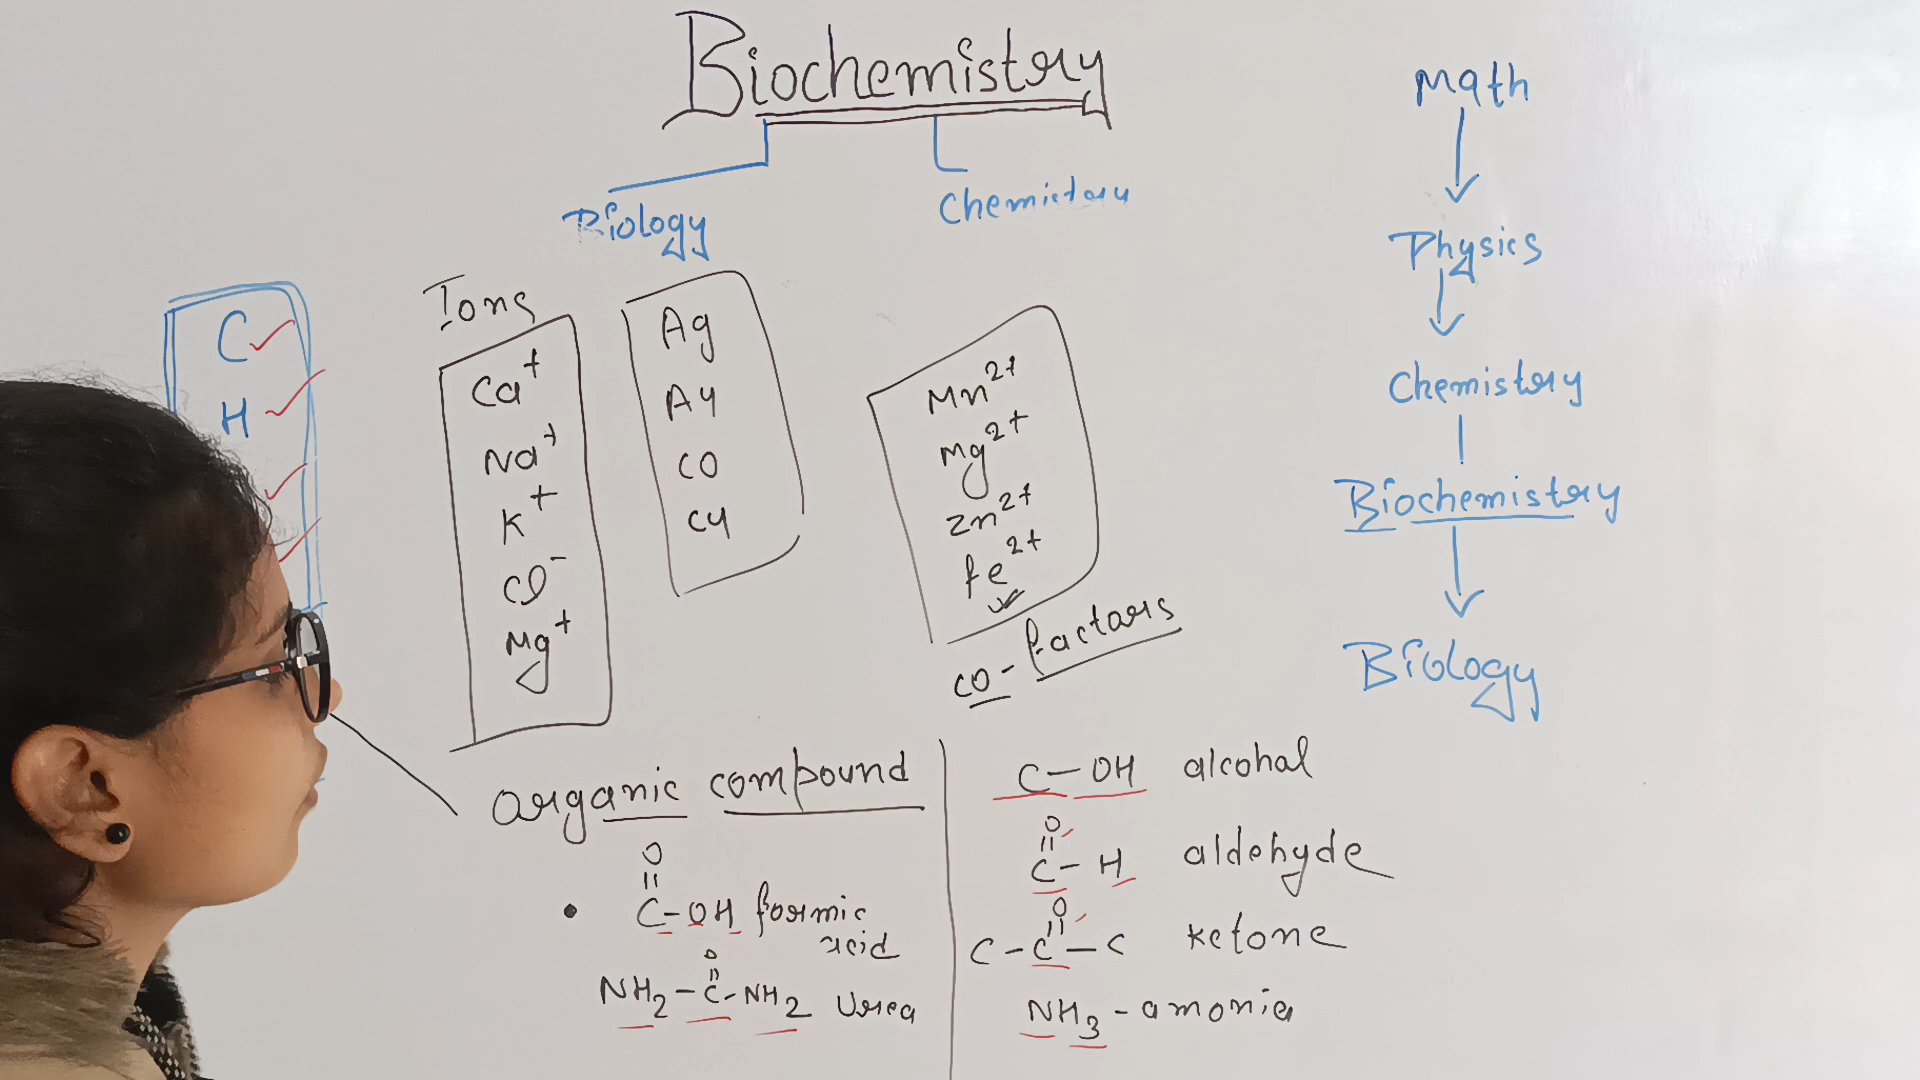 Biochemistry
Biology
Chemistry
C
H
Ions
Ca⁺
Na⁺
K⁺
Cl⁻
Mg⁺
Ag
Au
CO
Cu
Mn²⁺
Mg²⁺
Zn²⁺
Fe²⁺
co-factors
Math
Physics
Chemistry
Biochemistry
Biology
organic compound
O
C-OH formic
acid
O
NH₂-C-NH₂ Urea
C-OH alcohal
O
C-H aldehyde
O
C-C-C ketone
NH₃-amonia